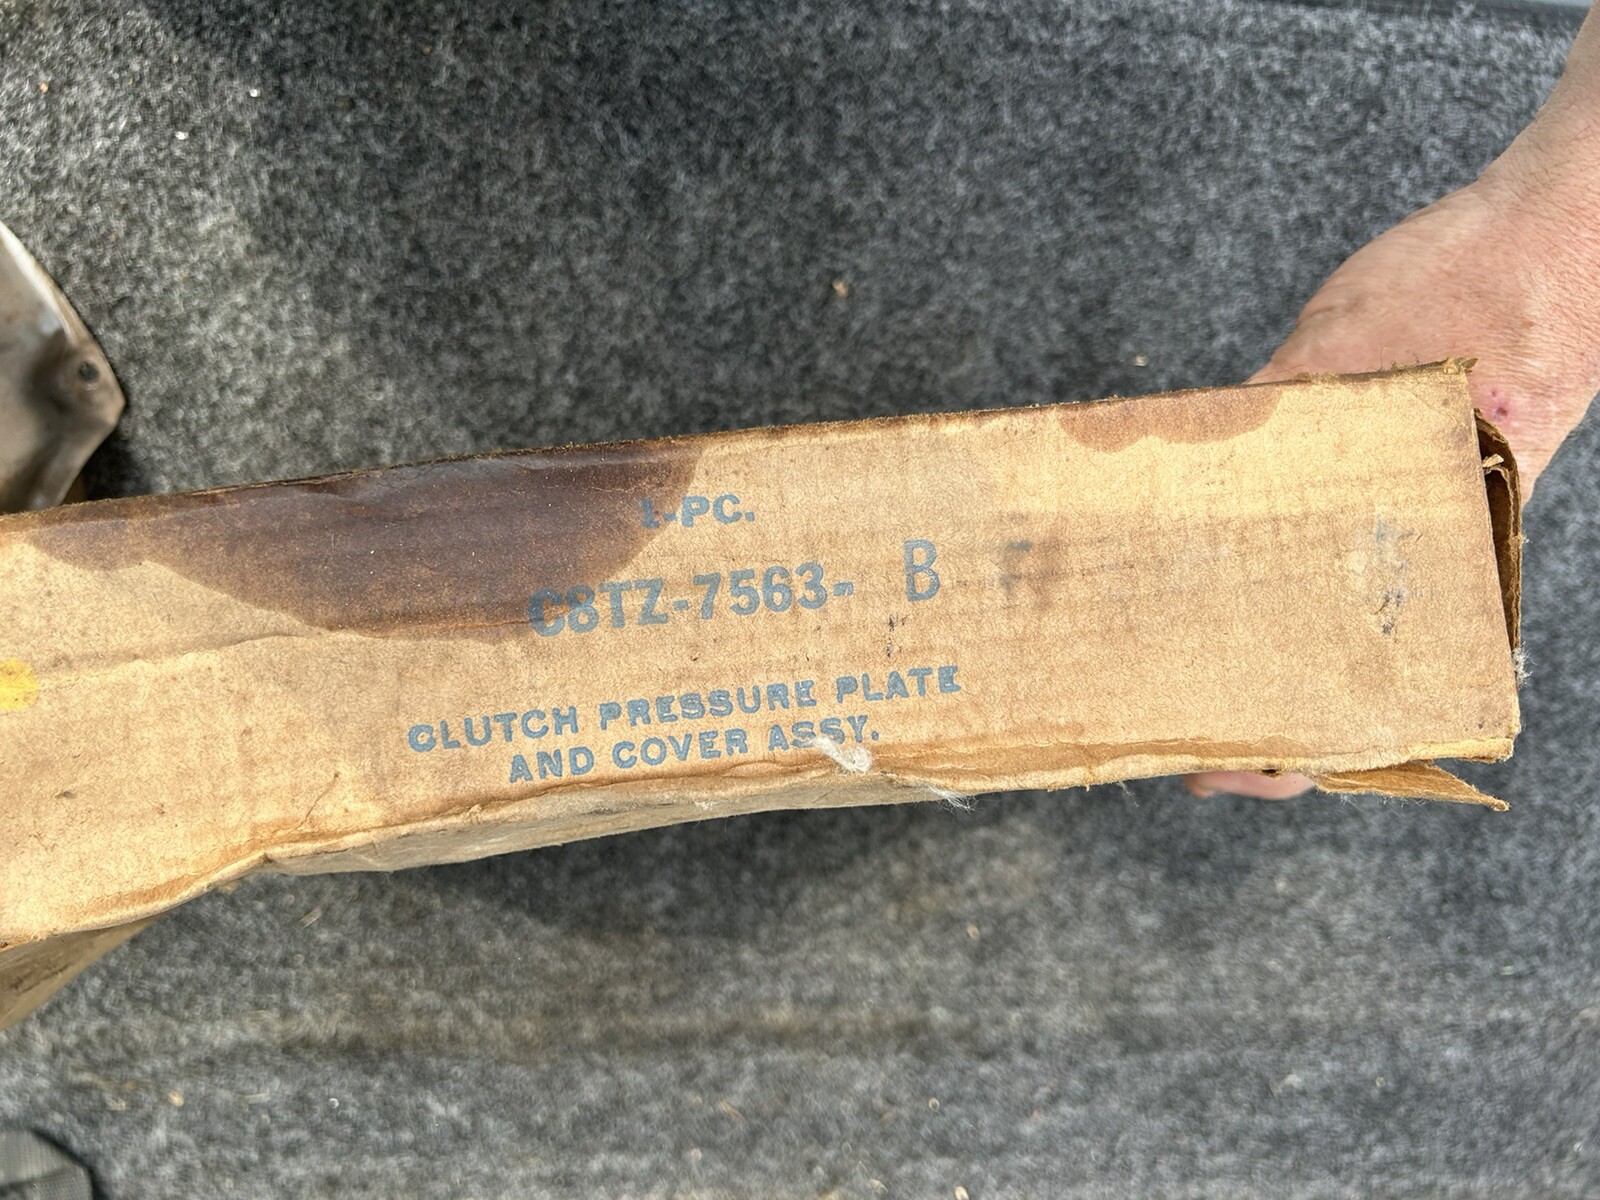 1-PC.
C8TZ-7563- B
CLUTCH PRESSURE PLATE
AND COVER ASSY.